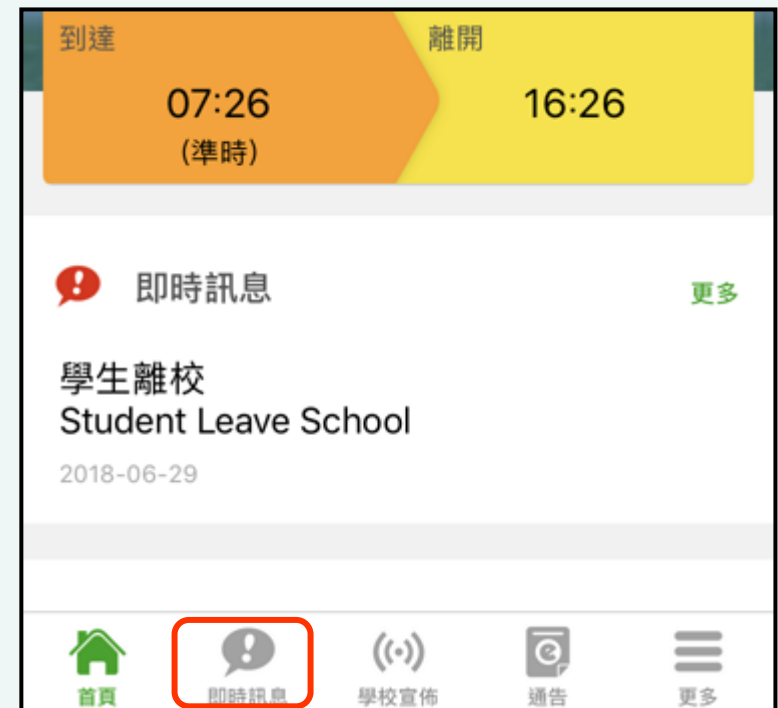 到達
離開
07:26
16:26
(準時)
即時訊息
更多
學生離校
Student Leave School
2018-06-29
首頁
即時訊息
學校宣佈
通告
更多